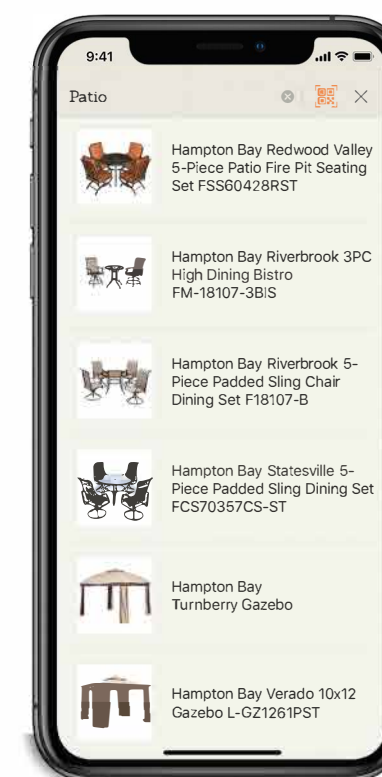 9:41
Patio
Hampton Bay Redwood Valley
5-Piece Patio Fire Pit Seating
Set FSS60428RST
Hampton Bay Riverbrook 3PC
High Dining Bistro
FM-18107-3BIS
Hampton Bay Riverbrook 5-
Piece Padded Sling Chair
Dining Set F18107-B
Hampton Bay Statesville 5-
Piece Padded Sling Dining Set
FCS70357CS-ST
Hampton Bay
Turnberry Gazebo
Hampton Bay Verado 10x12
Gazebo L-GZ1261PST